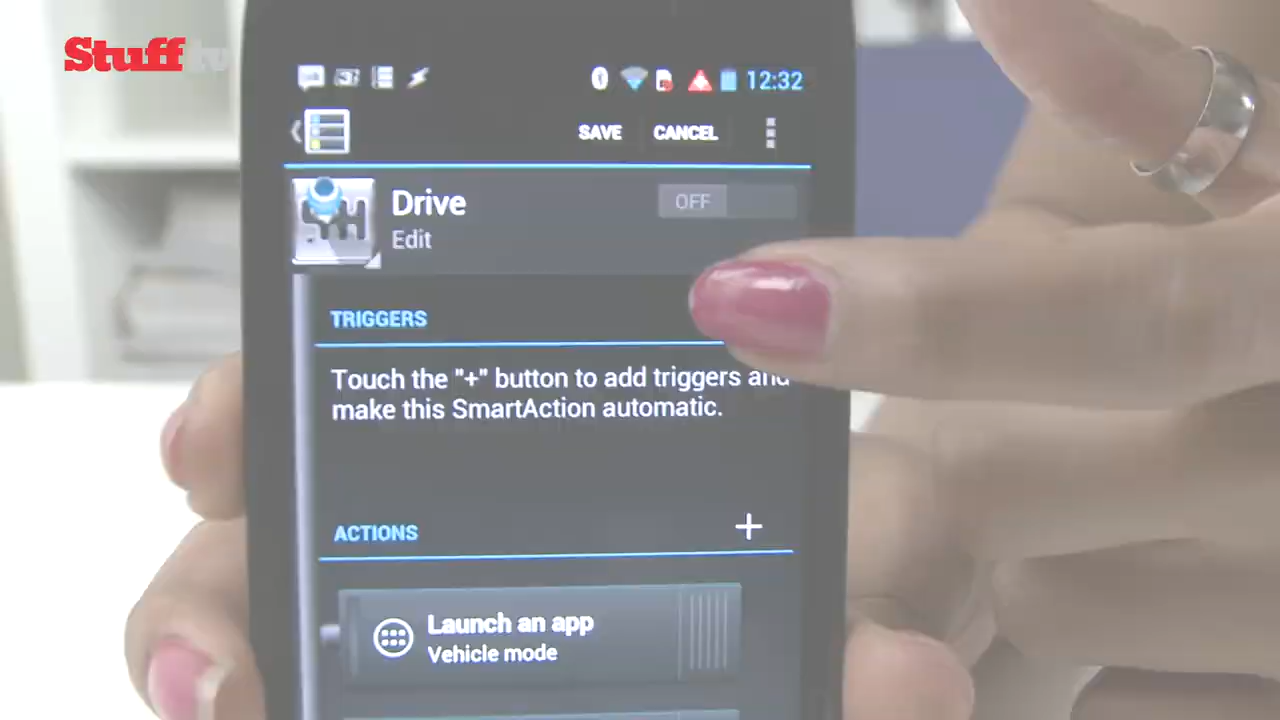 Stuff tv
12:32
SAVE CANCEL
Drive
OFF
Edit
TRIGGERS
Touch the "+" button to add triggers and
make this SmartAction automatic.
ACTIONS +
Launch an app
Vehicle mode